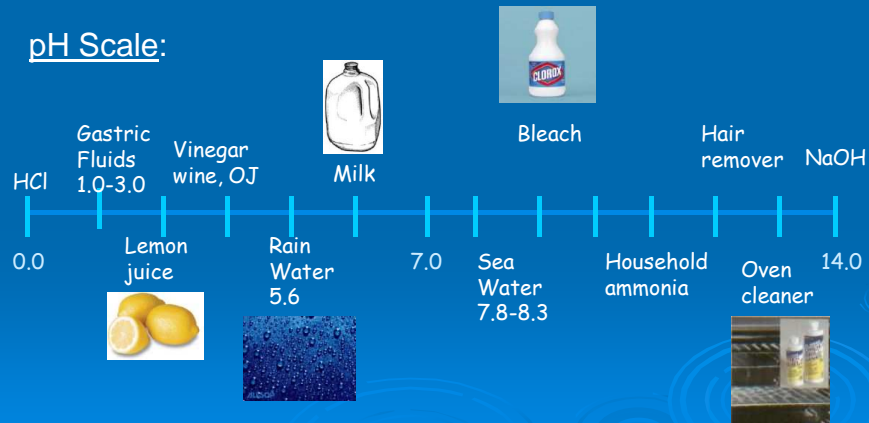 pH Scale:
CLOROX
Gastric
Fluids
1.0-3.0
Vinegar
wine, OJ
Milk
Bleach
Hair
remover
NaOH
HCl
0.0
Lemon
juice
Rain
Water
5.6
7.0
Sea
Water
7.8-8.3
Household
ammonia
Oven
cleaner
14.0